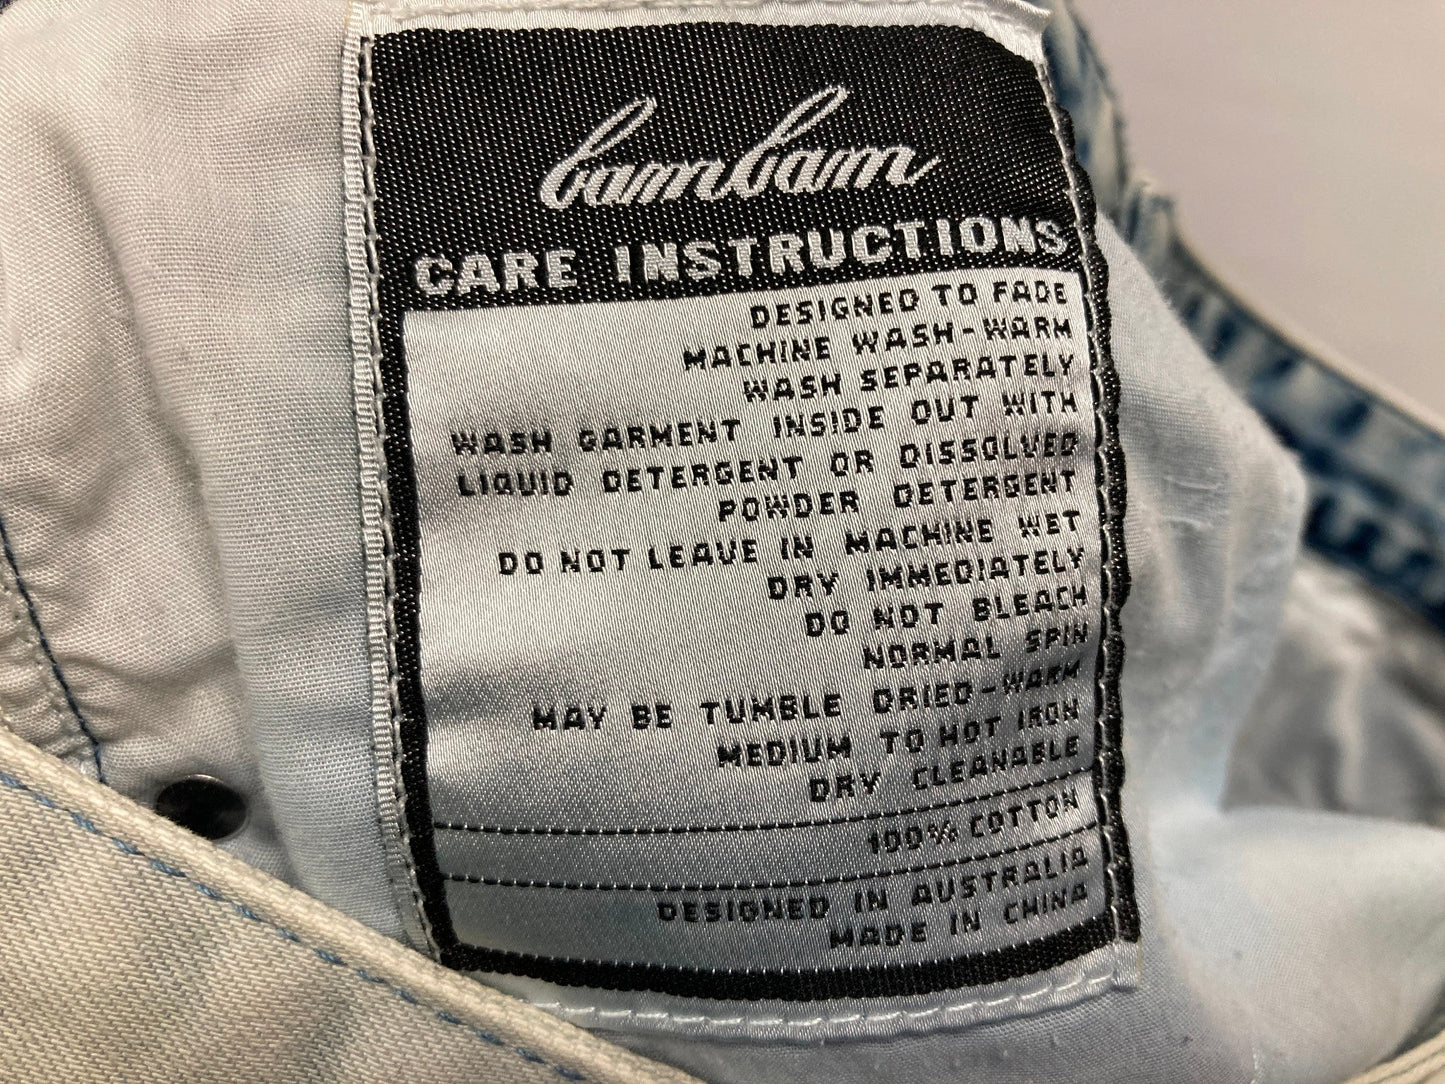 bambam
CARE INSTRUCTIONS
DESIGNED TO FADE
MACHINE WASH-WARM
WASH SEPARATELY
WASH GARMENT INSIDE OUT WITH
LIQUID DETERGENT OR DISSOLVED
POWDER DETERGENT
DO NOT LEAVE IN MACHINE WET
DRY IMMEDIATELY
DO NOT BLEACH
NORMAL SPIN
MAY BE TUMBLE DRIED-WARM
MEDIUM TO HOT IRON
DRY CLEANABLE
100% COTTON
DESIGNED IN AUSTRALIA
MADE IN CHINA